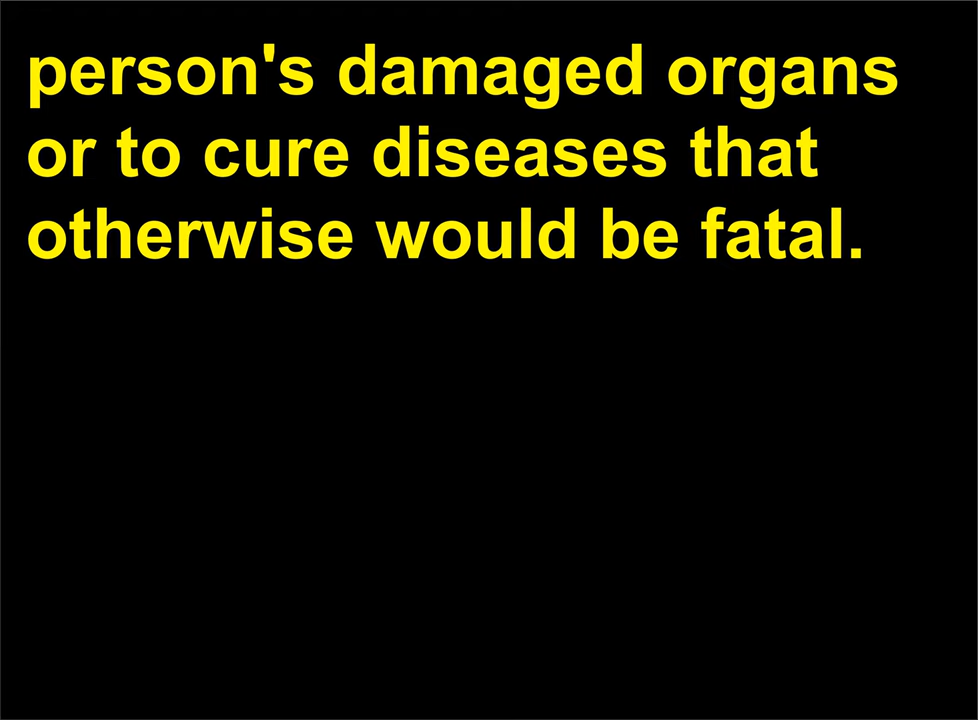 person's damaged organs
or to cure diseases that
otherwise would be fatal.